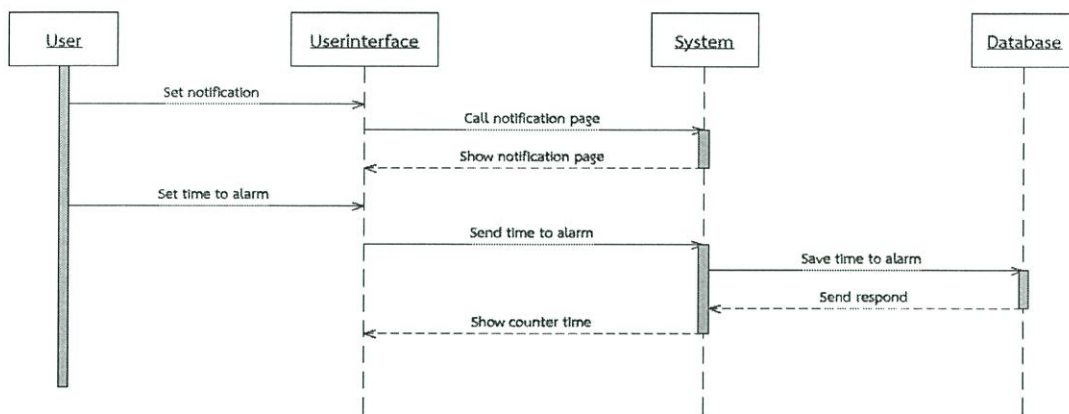 User
Userinterface
System
Database
Set notification
Call notification page
Show notification page
Set time to alarm
Send time to alarm
Save time to alarm
Send respond
Show counter time